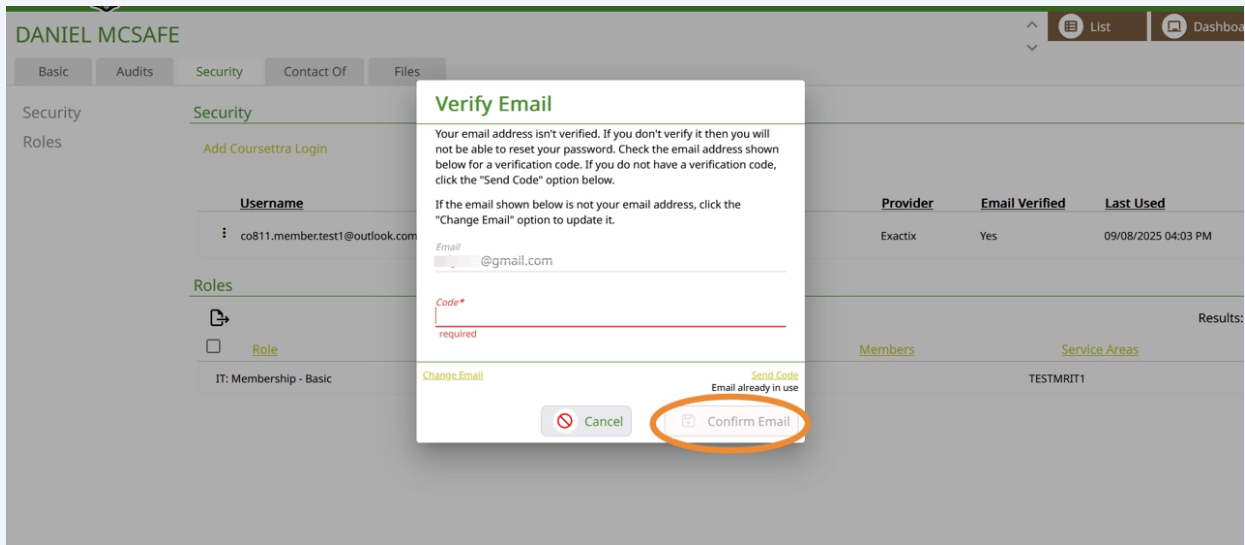 DANIEL MCSAFE
List
Basic
Audits
Security
Contact Of
Files
Security
Roles
Security
Add Coursettra Login
Username
Provider
Email Verified
Last Used
co811.member.test1@outlook.com
Exactix
Yes
09/08/2025 04:03 PM
Roles
Results:
Role
Members
Service Areas
IT: Membership - Basic
TESTMRIT1
Verify Email
Your email address isn't verified. If you don't verify it then you will
not be able to reset your password. Check the email address shown
below for a verification code. If you do not have a verification code,
click the "Send Code" option below.
If the email shown below is not your email address, click the
"Change Email" option to update it.
Email
@gmail.com
Code*
required
Change Email
Send Code
Email already in use
Cancel
Confirm Email